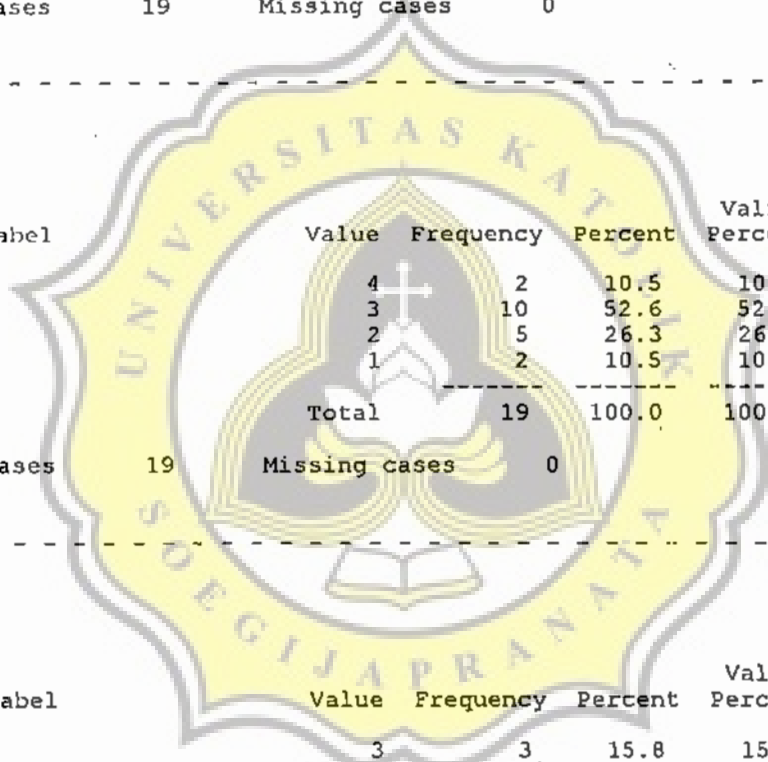 ases 19 Missing cases 0
UNIVERSITAS KATOLIK
Vali
abel Value Frequency Percent Perce
4 2 10.5 10
3 10 52.6 52
2 5 26.3 26
1 2 10.5 10
Total 19 100.0 100
ases 19 Missing cases 0
SOEGIJAPRANATA
Val
abel Value Frequency Percent Perc
3 3 15.8 15